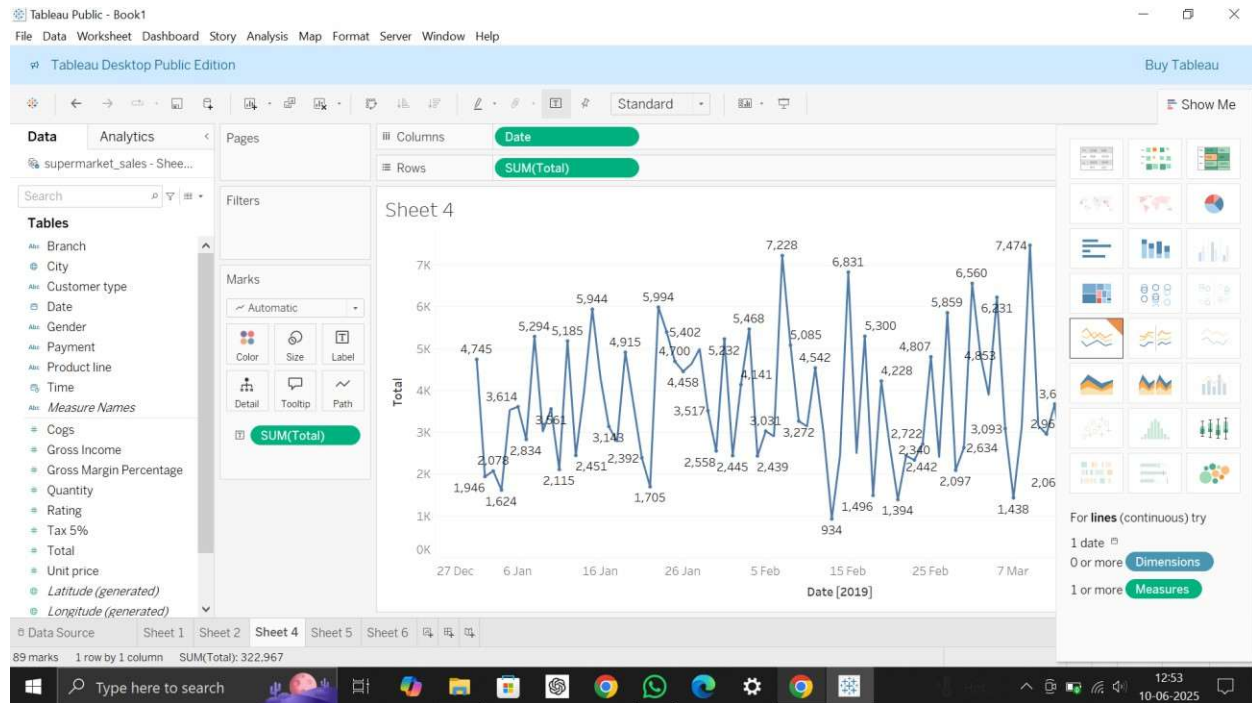 Tableau Public - Book1
File Data Worksheet Dashboard Story Analysis Map Format Server Window Help
Tableau Desktop Public Edition Buy Tableau
Standard Show Me
Data Analytics Pages Columns Date
supermarket_sales - Shee... Rows SUM(Total)
Search Filters
Tables
Sheet 4
Branch
City
Customer type
Date
Gender
Payment
Product line
Time
Measure Names
Cogs
Gross Income
Gross Margin Percentage
Quantity
Rating
Tax 5%
Total
Unit price
Latitude (generated)
Longitude (generated)
Marks
Automatic
Color Size Label
Detail Tooltip Path
SUM(Total)
Total
7K
6K
5K
4K
3K
2K
1K
0K
4,745
1,946
2,078
1,624
3,614
2,834
5,294
3,561
2,115
5,185
2,451
5,944
3,143
4,915
2,392
1,705
5,994
4,700
5,402
4,458
3,517
2,558
5,232
2,445
4,141
5,468
2,439
3,031
7,228
5,085
3,272
4,542
934
6,831
5,300
1,496
4,228
1,394
2,340
2,442
2,722
4,807
5,859
2,097
2,634
6,560
4,853
6,231
3,093
1,438
7,474
2,96
3,6
2,06
27 Dec 6 Jan 16 Jan 26 Jan 5 Feb 15 Feb 25 Feb 7 Mar
Date [2019]
For lines (continuous) try
1 date
0 or more Dimensions
1 or more Measures
Data Source Sheet 1 Sheet 2 Sheet 4 Sheet 5 Sheet 6
89 marks 1 row by 1 column SUM(Total): 322,967
Type here to search
12:53
10-06-2025